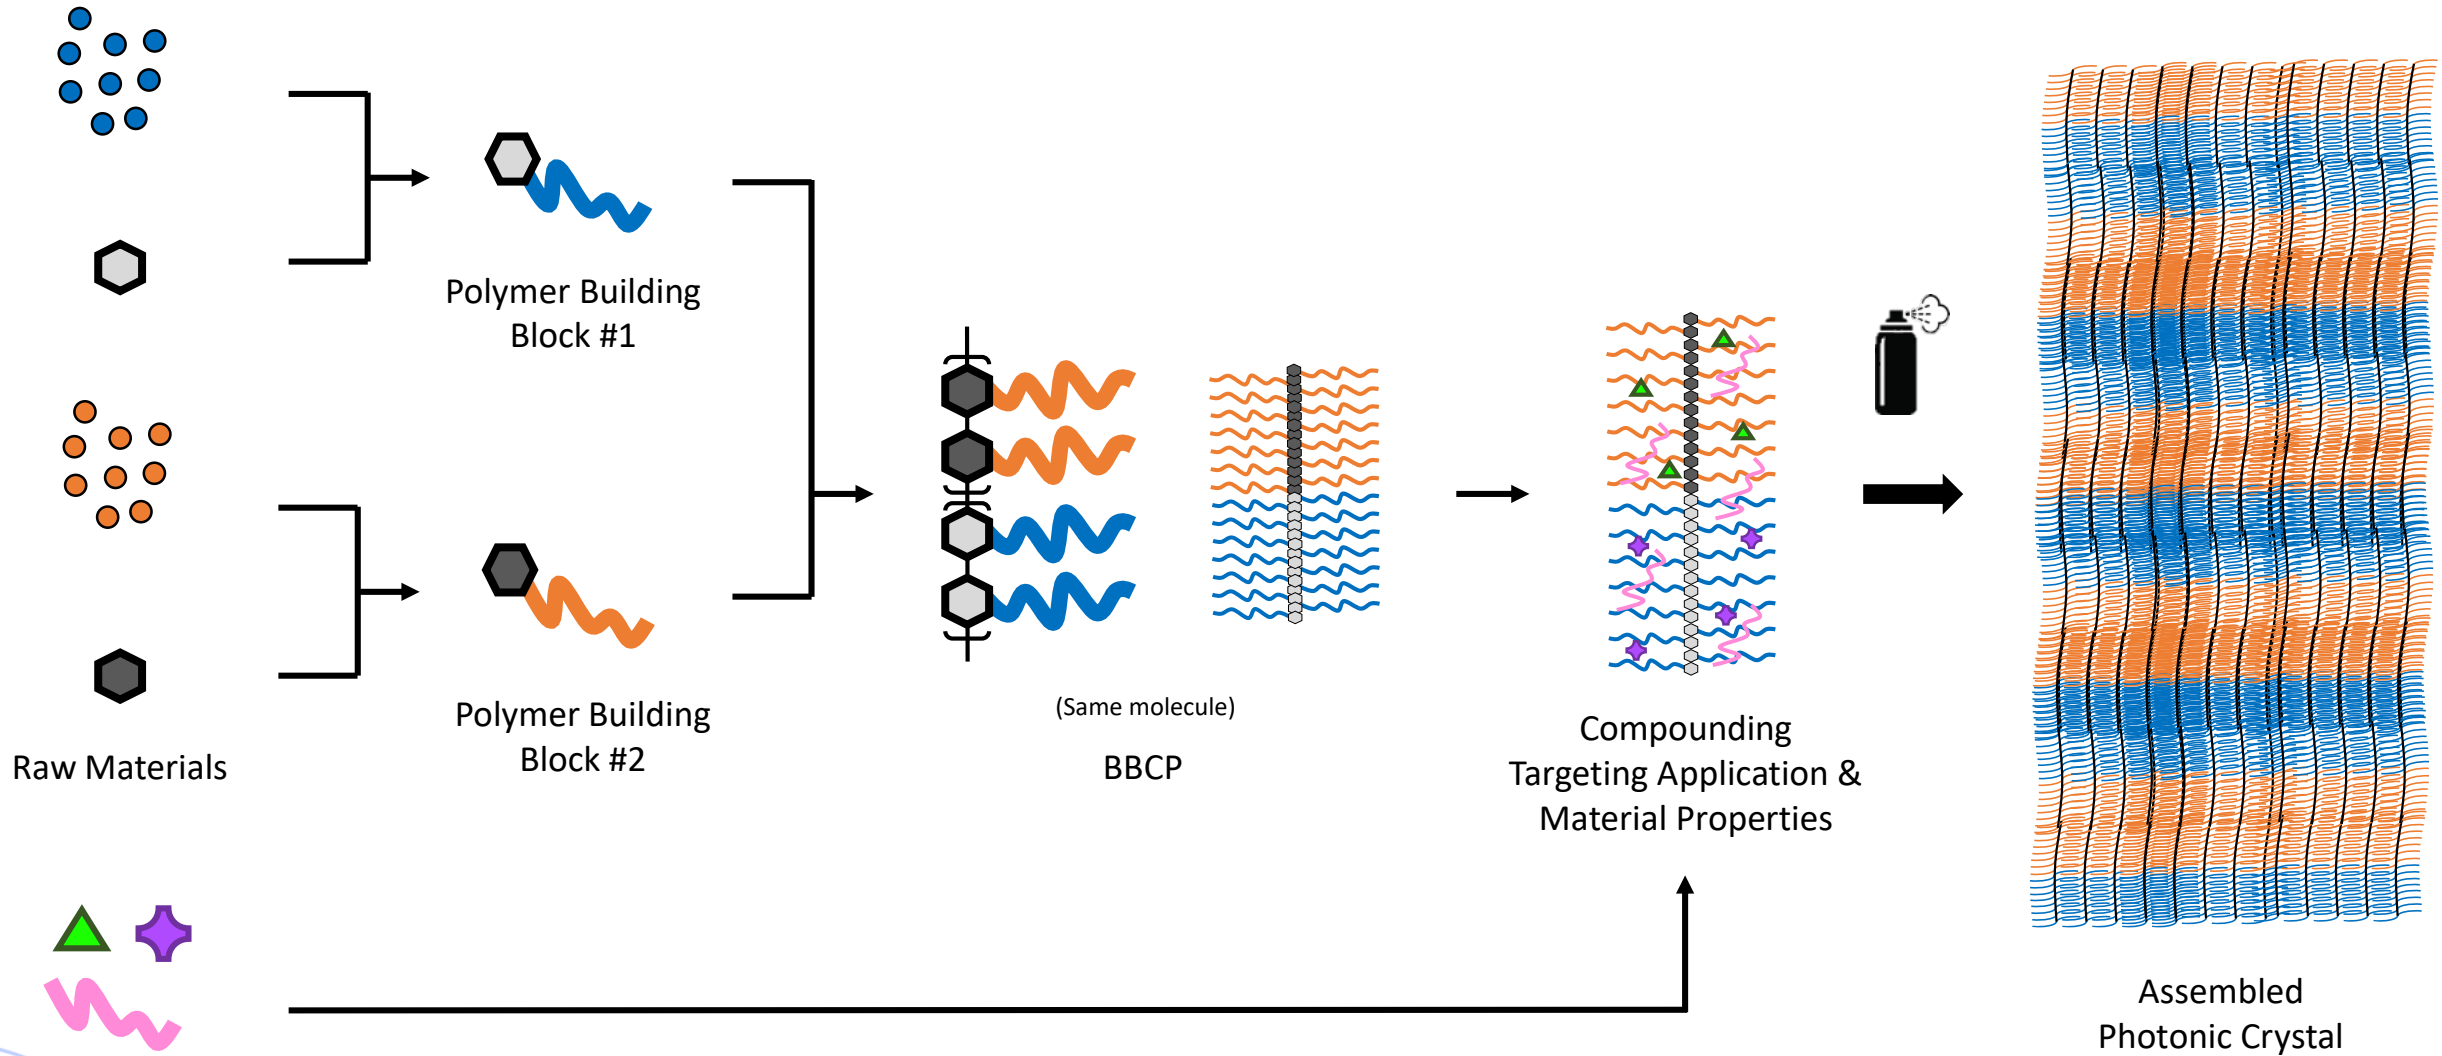 Polymer Building
Block #1
Polymer Building
Block #2
Raw Materials
(Same molecule)
BBCP
Compounding
Targeting Application &
Material Properties
Assembled
Photonic Crystal